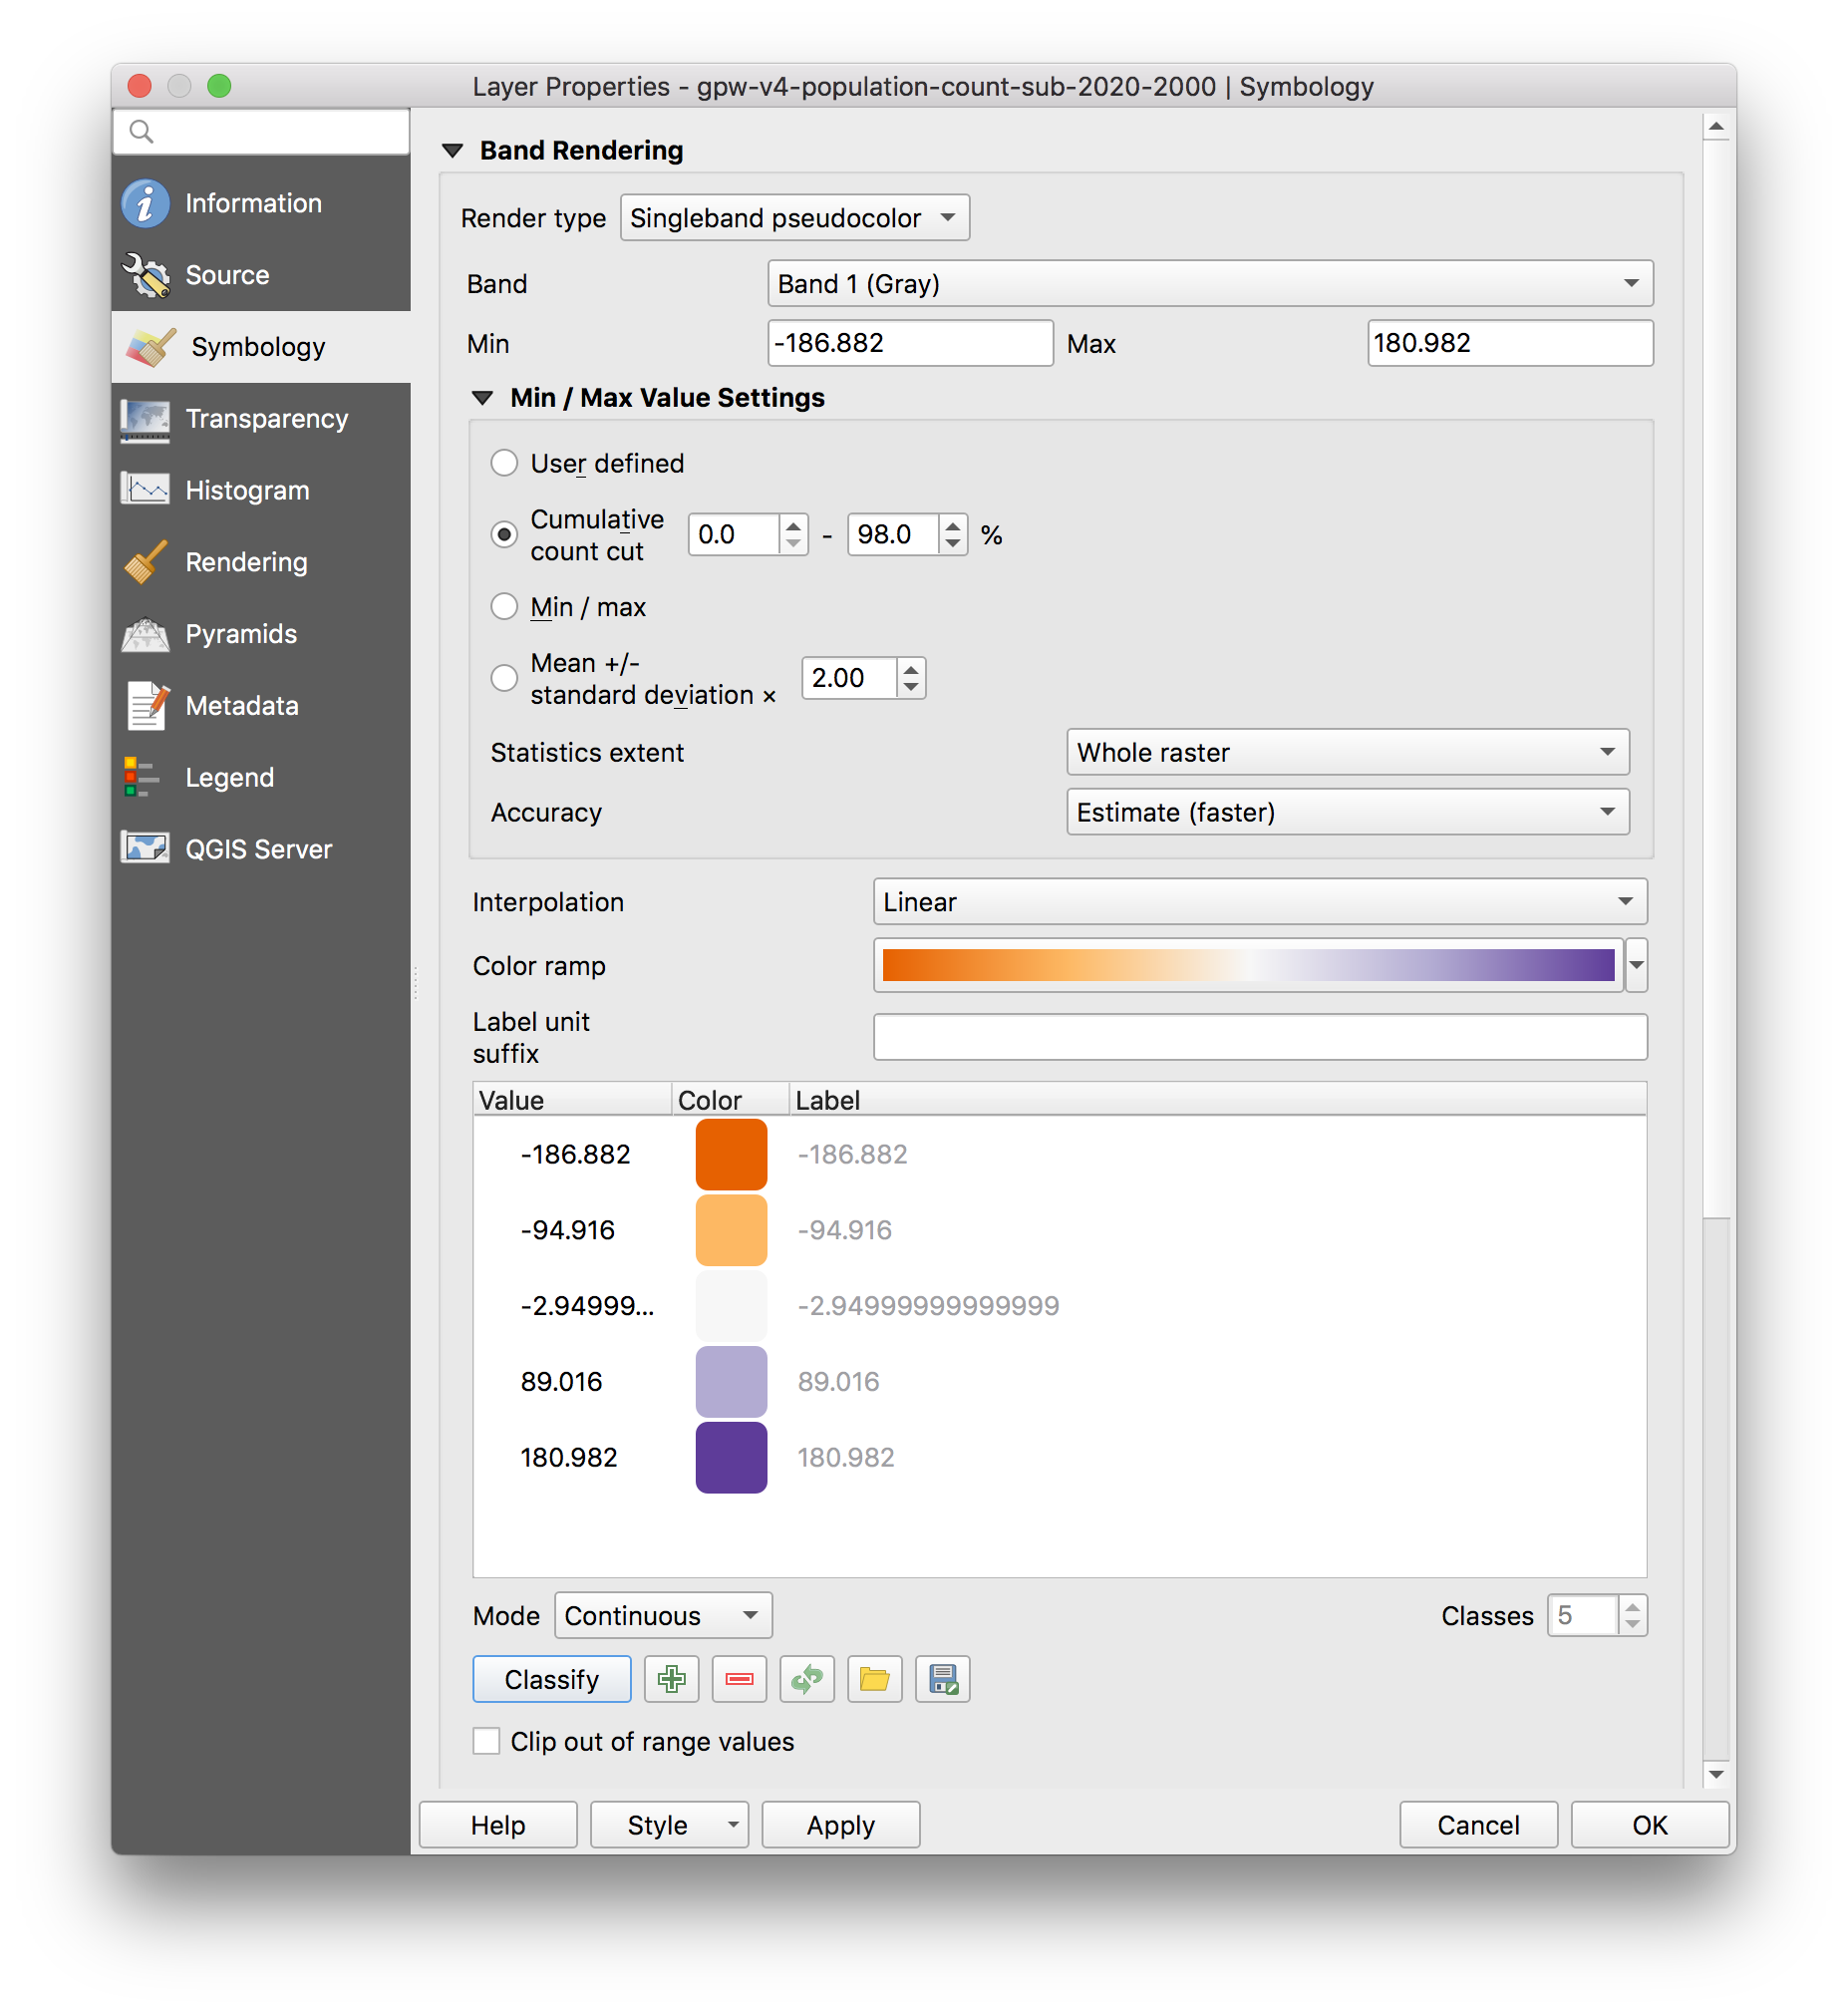 Layer Properties - gpw-v4-population-count-sub-2020-2000 | Symbology
Information
Source
Symbology
Transparency
Histogram
Rendering
Pyramids
Metadata
Legend
QGIS Server
Band Rendering
Render type Singleband pseudocolor
Band Band 1 (Gray)
Min -186.882 Max 180.982
Min / Max Value Settings
User defined
Cumulative
count cut 0.0 - 98.0 %
Min / max
Mean +/-
standard deviation × 2.00
Statistics extent Whole raster
Accuracy Estimate (faster)
Interpolation Linear
Color ramp
Label unit
suffix
Value Color Label
-186.882 -186.882
-94.916 -94.916
-2.94999... -2.94999999999999
89.016 89.016
180.982 180.982
Mode Continuous Classes 5
Classify
Clip out of range values
Help Style Apply Cancel OK